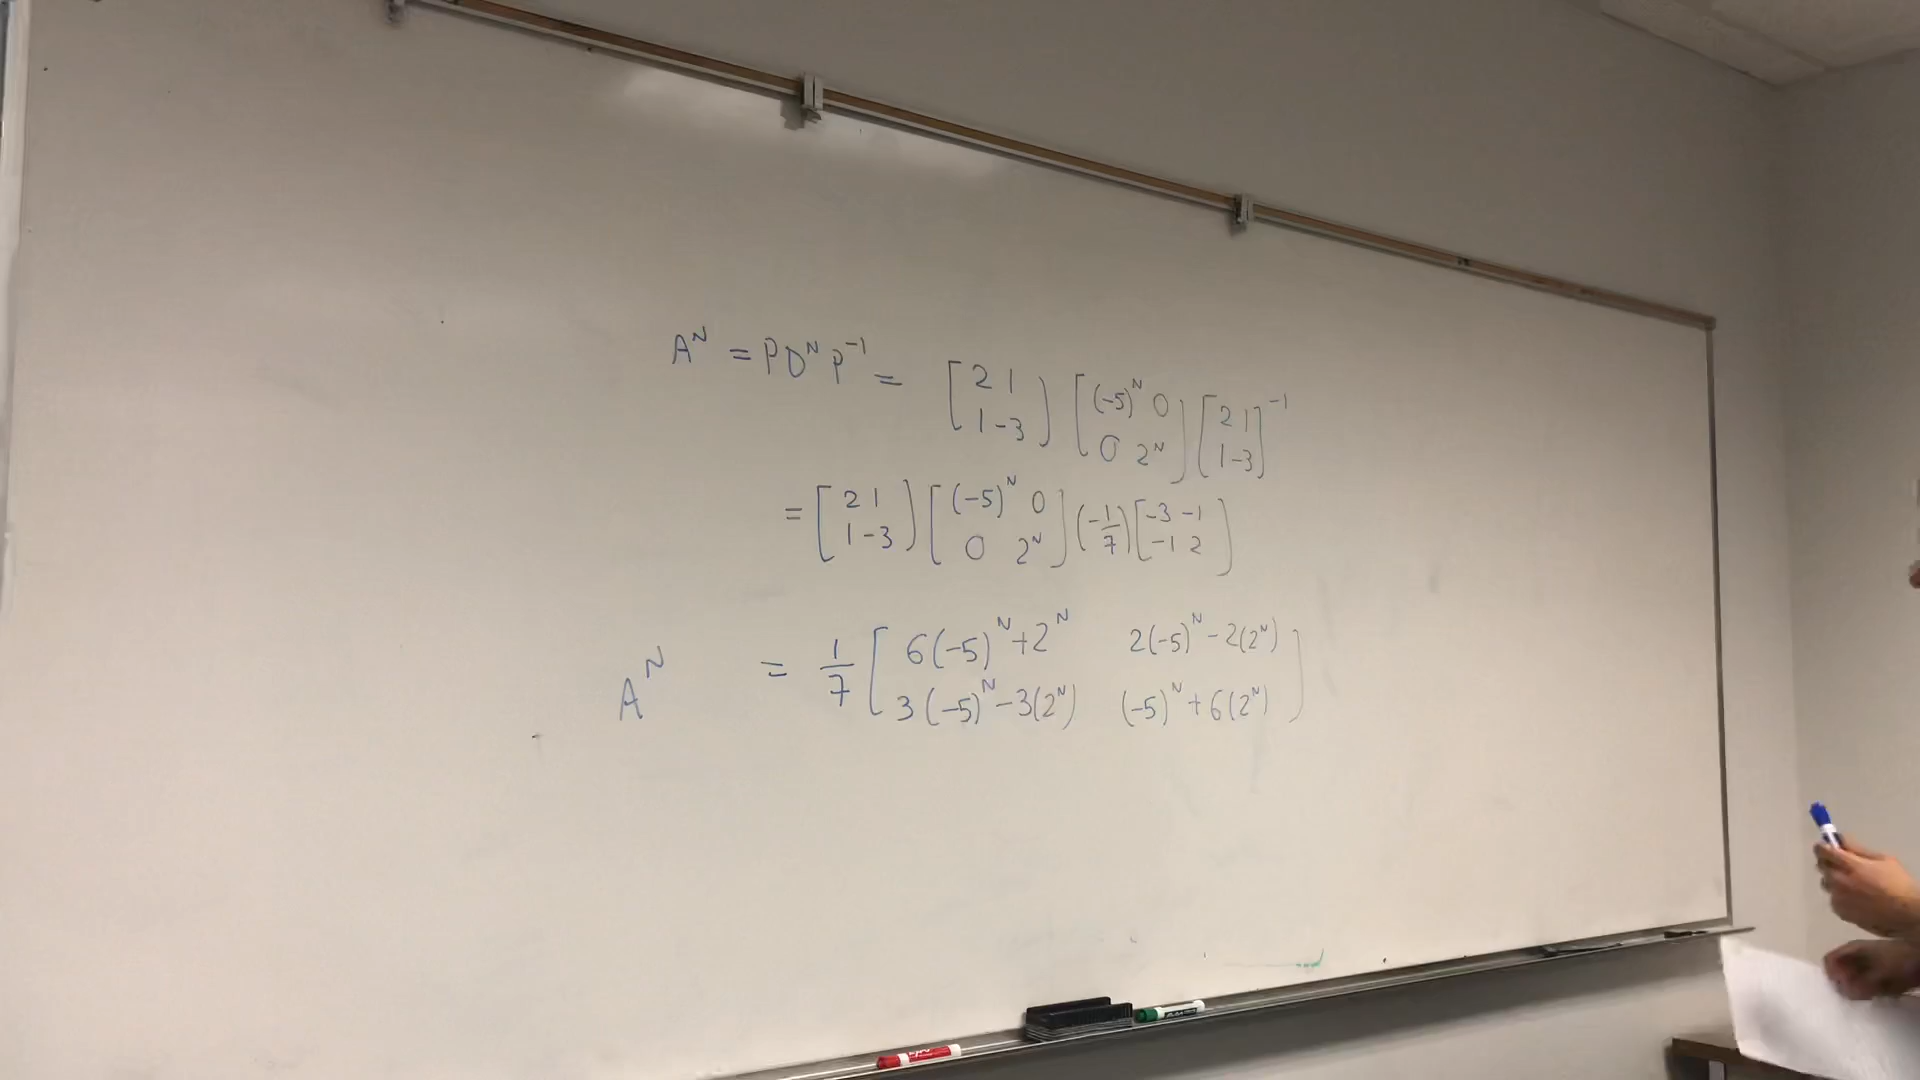 A^N = PD^N P^-1 = [2 1 1 -3] [(-5)^N 0 0 2^N] [2 1 1 -3]^-1
= [2 1 1 -3] [(-5)^N 0 0 2^N] (-1/7) [-3 -1 -1 2]
A^N = 1/7 [6(-5)^N+2^N 2(-5)^N-2(2^N) 3(-5)^N-3(2^N) (-5)^N+6(2^N)]